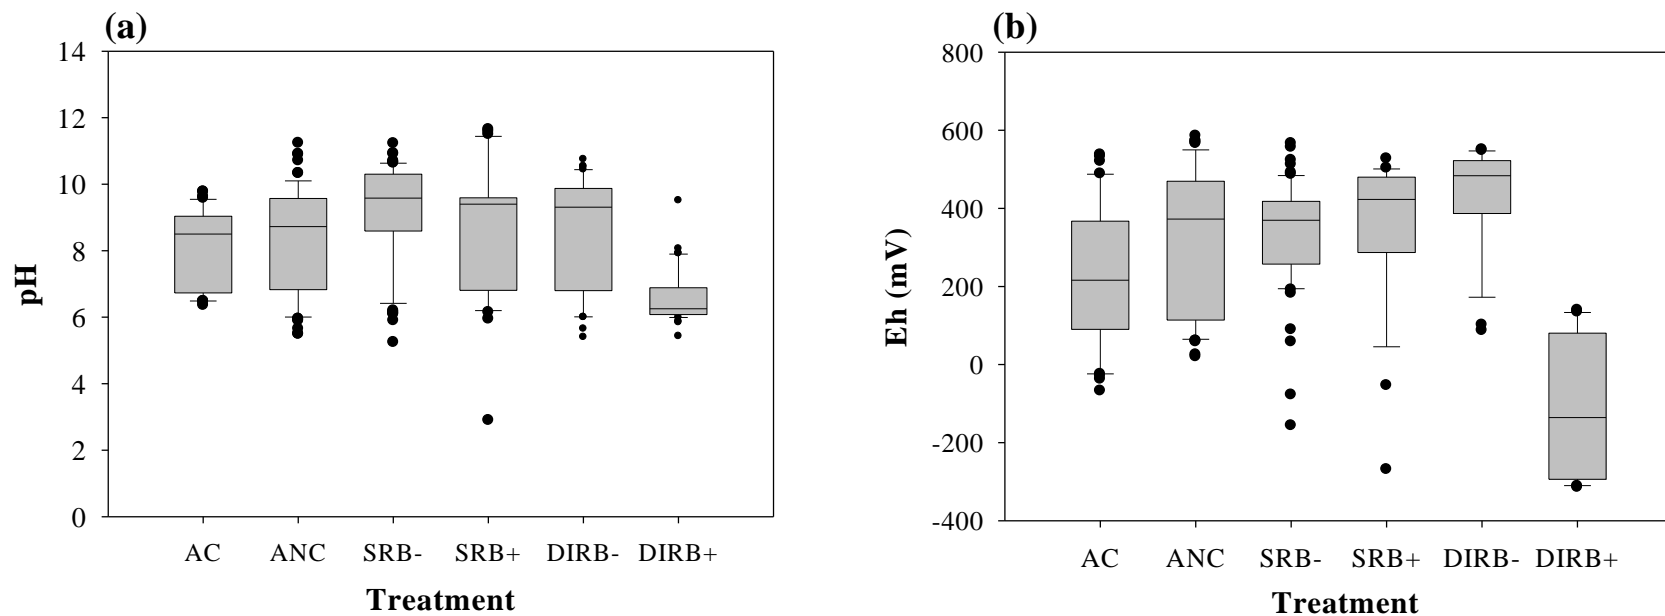 (a)
14
12
10
8
6
4
2
0
pH
AC ANC SRB- SRB+ DIRB- DIRB+
Treatment
(b)
800
600
400
200
0
-200
-400
Eh (mV)
AC ANC SRB- SRB+ DIRB- DIRB+
Treatment